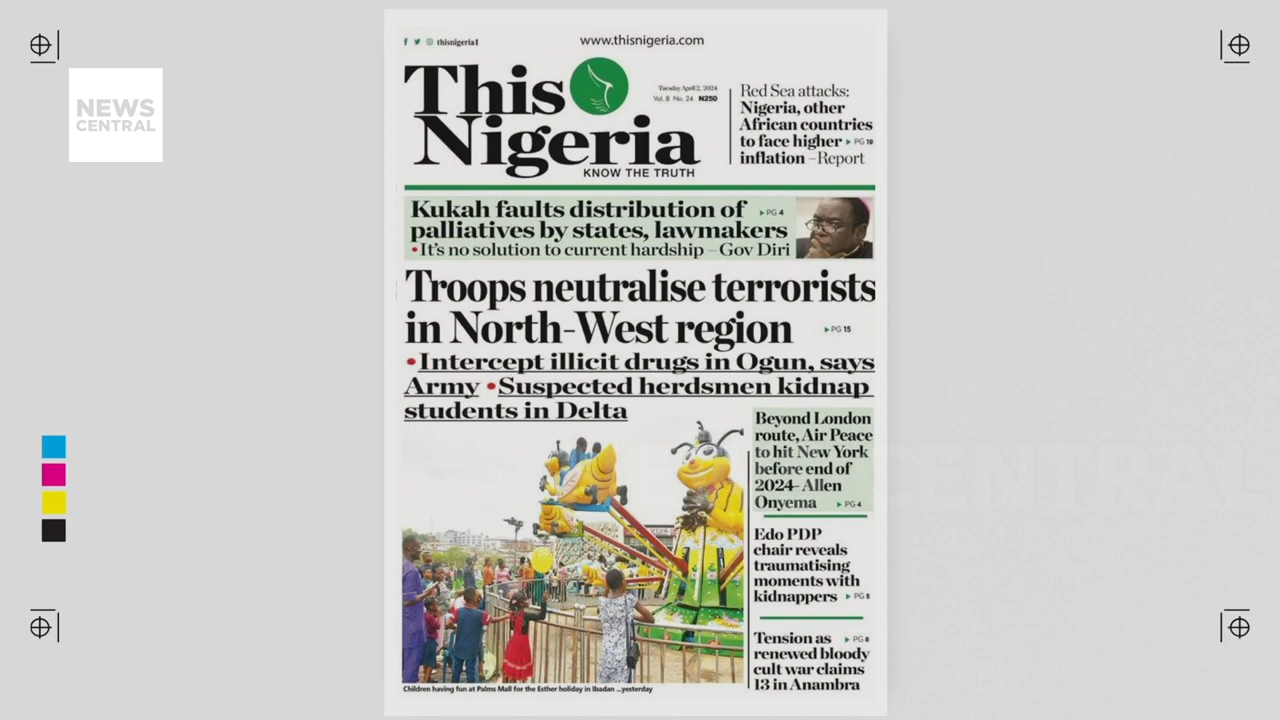 NEWS
CENTRAL
thisnigeria1
www.thisnigeria.com
This
Nigeria
KNOW THE TRUTH
Tuesday April 2, 2024
Vol. 8 No. 24 N250
Red Sea attacks:
Nigeria, other
African countries
to face higher PG 19
inflation –Report
Kukah faults distribution of PG 4
palliatives by states, lawmakers
•It's no solution to current hardship –Gov Diri
Troops neutralise terrorists
in North-West region PG 15
•Intercept illicit drugs in Ogun, says
Army •Suspected herdsmen kidnap
students in Delta
Beyond London
route, Air Peace
to hit New York
before end of
2024- Allen
Onyema PG 4
Edo PDP
chair reveals
traumatising
moments with
kidnappers PG 5
Tension as PG 8
renewed bloody
cult war claims
13 in Anambra
Children having fun at Palms Mall for the Esther holiday in Ibadan ...yesterday
CENTRAL